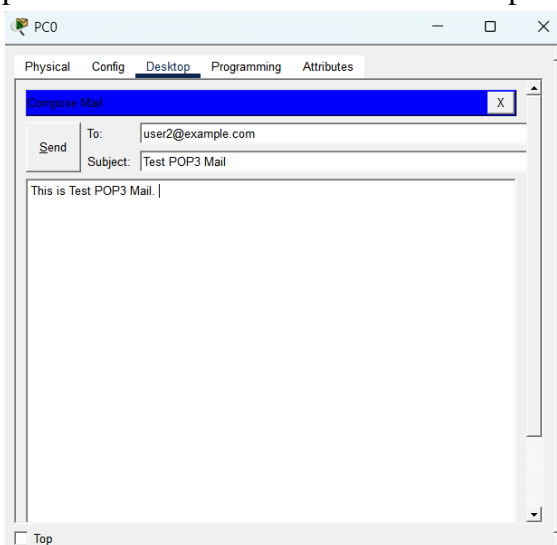 PC0
Physical Config Desktop Programming Attributes
Compose Mail X
Send
To: user2@example.com
Subject: Test POP3 Mail
This is Test POP3 Mail.
Top